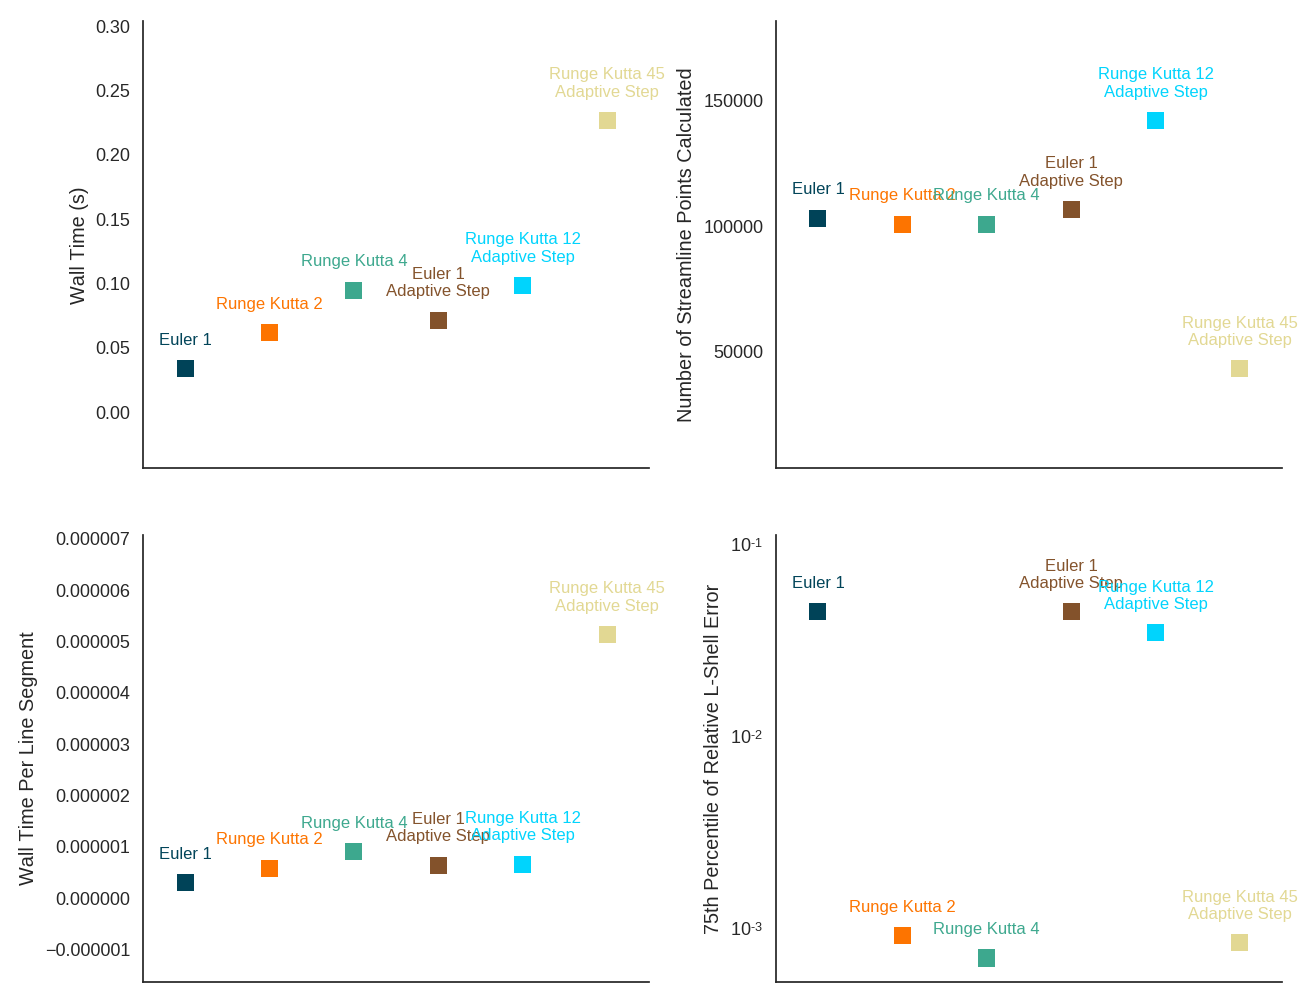 Wall Time (s)
0.30
0.25
0.20
0.15
0.10
0.05
0.00
Euler 1
Runge Kutta 2
Runge Kutta 4
Euler 1
Adaptive Step
Runge Kutta 12
Adaptive Step
Runge Kutta 45
Adaptive Step
Number of Streamline Points Calculated
150000
100000
50000
Euler 1
Runge Kutta 2
Runge Kutta 4
Euler 1
Adaptive Step
Runge Kutta 12
Adaptive Step
Runge Kutta 45
Adaptive Step
Wall Time Per Line Segment
0.000007
0.000006
0.000005
0.000004
0.000003
0.000002
0.000001
0.000000
−0.000001
Euler 1
Runge Kutta 2
Runge Kutta 4
Euler 1
Adaptive Step
Runge Kutta 12
Adaptive Step
Runge Kutta 45
Adaptive Step
75th Percentile of Relative L-Shell Error
10-1
10-2
10-3
Euler 1
Runge Kutta 2
Runge Kutta 4
Euler 1
Adaptive Step
Runge Kutta 12
Adaptive Step
Runge Kutta 45
Adaptive Step